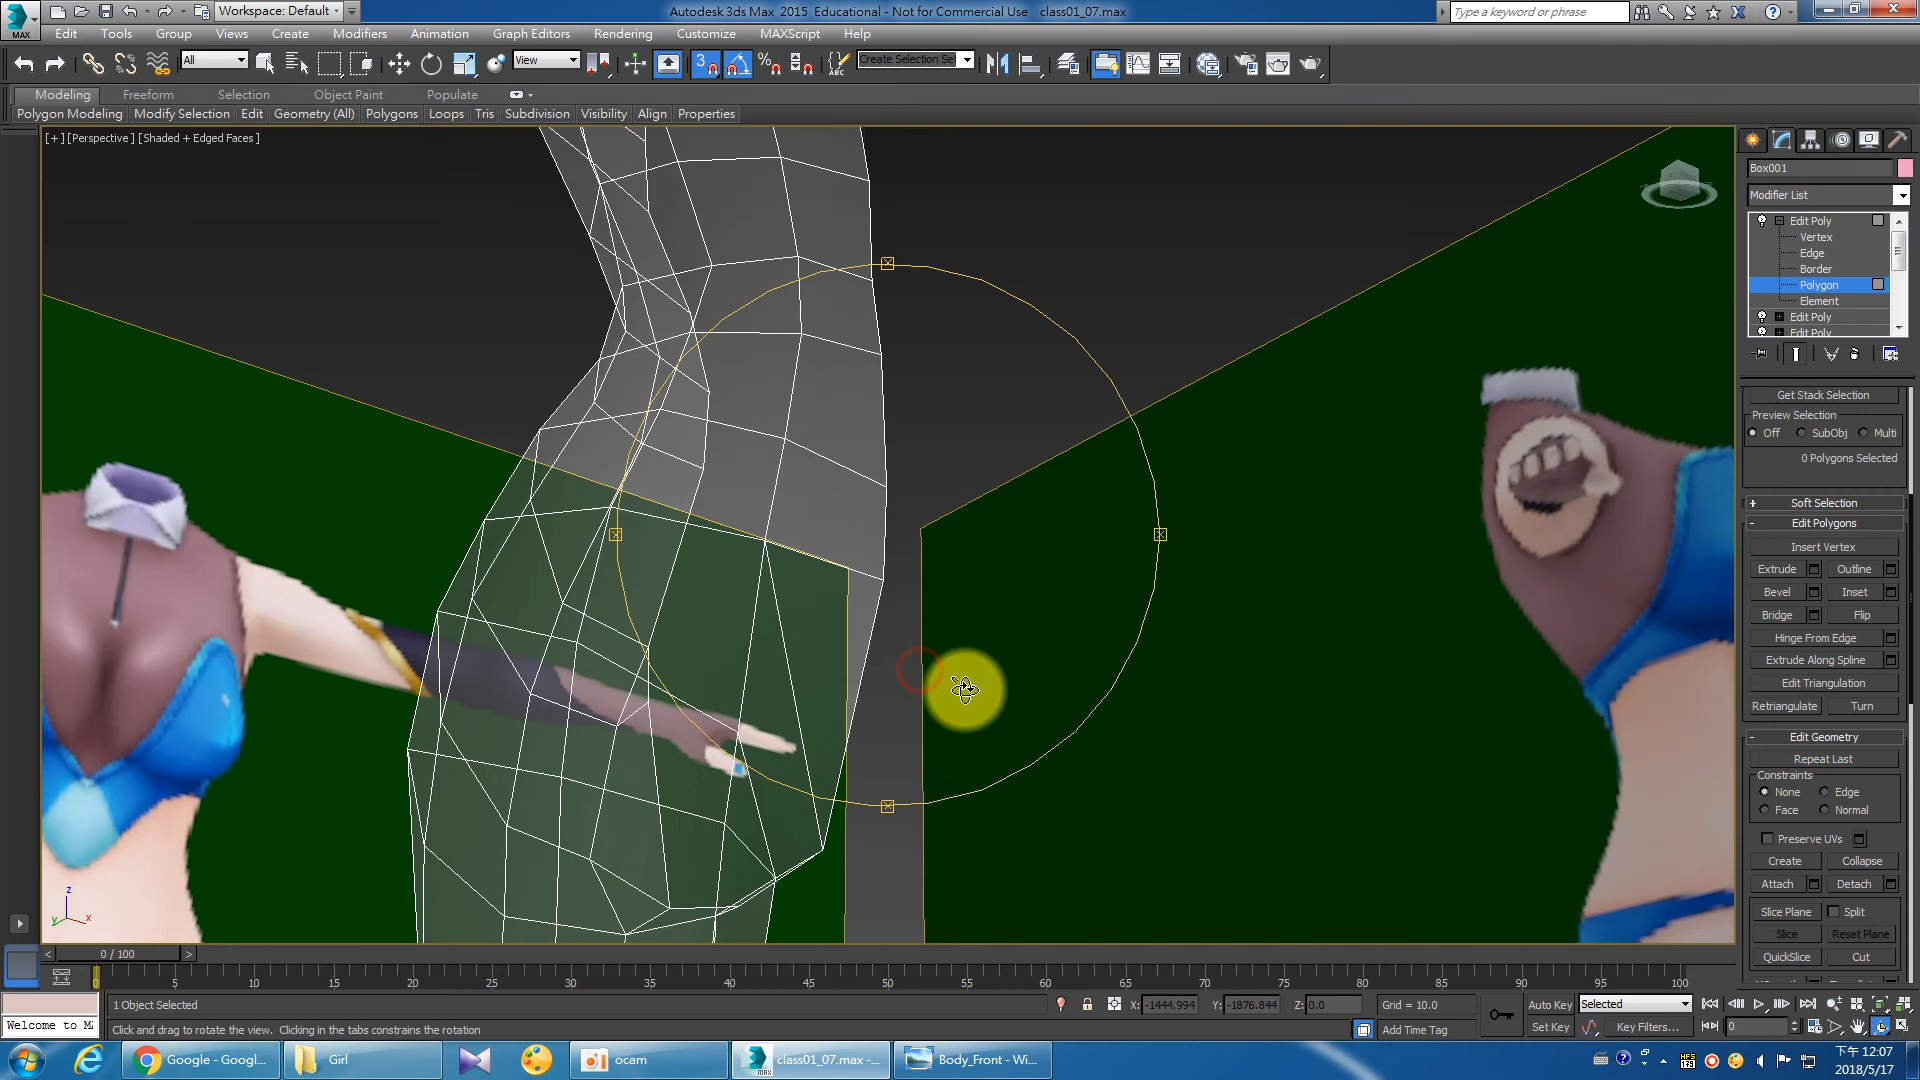 Workspace: Default
Autodesk 3ds Max 2015 Educational - Not for Commercial Use class01_07.max
Type a keyword or phrase
MAX
Edit Tools Group Views Create Modifiers Animation Graph Editors Rendering Customize MAXScript Help
All
View
3
%
ABC
Create Selection Se
Modeling Freeform Selection Object Paint Populate
Polygon Modeling Modify Selection Edit Geometry (All) Polygons Loops Tris Subdivision Visibility Align Properties
[+] [Perspective] [Shaded + Edged Faces]
Box001
Modifier List
Edit Poly
Vertex
Edge
Border
Polygon
Element
Edit Poly
Edit Poly
Get Stack Selection
Preview Selection
Off SubObj Multi
0 Polygons Selected
+ Soft Selection
- Edit Polygons
Insert Vertex
Extrude Outline
Bevel Inset
Bridge Flip
Hinge From Edge
Extrude Along Spline
Edit Triangulation
Retriangulate Turn
- Edit Geometry
Repeat Last
Constraints
None Edge
Face Normal
Preserve UVs
Create Collapse
Attach Detach
Slice Plane Split
Slice Reset Plane
QuickSlice Cut
z
y x
< 0 / 100 >
0 5 10 15 20 25 30 35 40 45 50 55 60 65 70 75 80 85 90 95 100
1 Object Selected
X: -1444.994 Y: -1876.844 Z: 0.0 Grid = 10.0
Auto Key Selected
Welcome to M
Click and drag to rotate the view. Clicking in the tabs constrains the rotation
Add Time Tag
Set Key Key Filters... 0
Google - Googl...
Girl
ocam
MAX
class01_07.max -...
Body_Front - Wi...
下午 12:07
2018/5/17